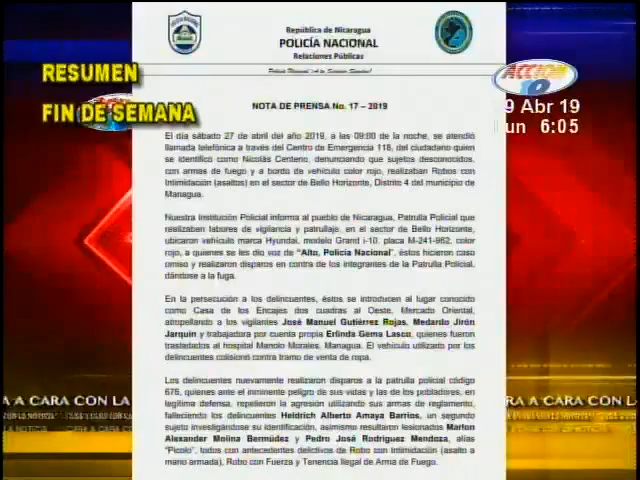 República de Nicaragua
POLICÍA NACIONAL
Relaciones Públicas
Policía Nacional ¡A tu Servicio Siempre!
RESUMEN
FIN DE SEMANA
ACCION
9 Abr 19
un 6:05
NOTA DE PRENSA No. 17 – 2019
El día sábado 27 de abril del año 2019, a las 09:00 de la noche, se atendió
llamada telefónica a través del Centro de Emergencia 118, del ciudadano quien
se identificó como Nicolás Centeno, denunciando que sujetos desconocidos,
con armas de fuego y a bordo de vehículo color rojo, realizaban Robos con
Intimidación (asaltos) en el sector de Bello Horizonte, Distrito 4 del municipio de
Managua.
Nuestra Institución Policial informa al pueblo de Nicaragua, Patrulla Policial que
realizaban labores de vigilancia y patrullaje, en el sector de Bello Horizonte,
ubicaron vehículo marca Hyundai, modelo Grand i-10, placa M-241-962, color
rojo, a quienes se les dio voz de "Alto, Policía Nacional", éstos hicieron caso
omiso y realizaron disparos en contra de los integrantes de la Patrulla Policial,
dándose a la fuga.
En la persecución a los delincuentes, éstos se introducen al lugar conocido
como Casa de los Encajes dos cuadras al Oeste, Mercado Oriental,
atropellando a los vigilantes José Manuel Gutiérrez Rojas, Medardo Jirón
Jarquín y trabajadora por cuenta propia Erlinda Gema Lasco, quienes fueron
trasladados al hospital Manolo Morales, Managua. El vehículo utilizado por los
delincuentes colisionó contra tramo de venta de ropa.
Los delincuentes nuevamente realizaron disparos a la patrulla policial código
676, quienes ante el inminente peligro de sus vidas y las de los pobladores, en
legítima defensa, repelieron la agresión utilizando sus armas de reglamento,
falleciendo los delincuentes Heldrich Alberto Amaya Barrios, un segundo
sujeto investigándose su identificación, asimismo resultaron lesionados Marlon
Alexander Molina Bermúdez y Pedro José Rodríguez Mendoza, alias
"Picolo", todos con antecedentes delictivos de Robo con Intimidación (asalto a
mano armada), Robo con Fuerza y Tenencia Ilegal de Arma de Fuego.
A A CARA CON LA